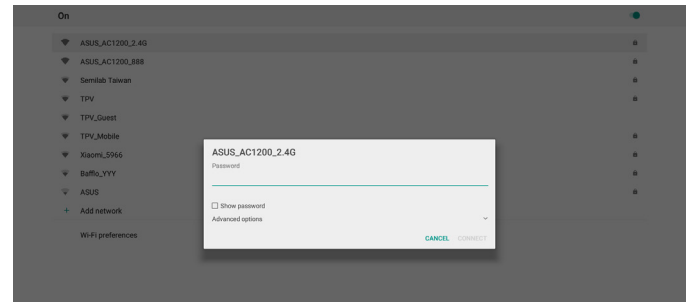 On
ASUS_AC1200_2.4G
ASUS_AC1200_888
Semilab Taiwan
TPV
TPV_Guest
TPV_Mobile
Xiaomi_5966
Baffio_YYY
ASUS
+ Add network
Wi-Fi preferences
ASUS_AC1200_2.4G
Password
Show password
Advanced options
CANCEL CONNECT